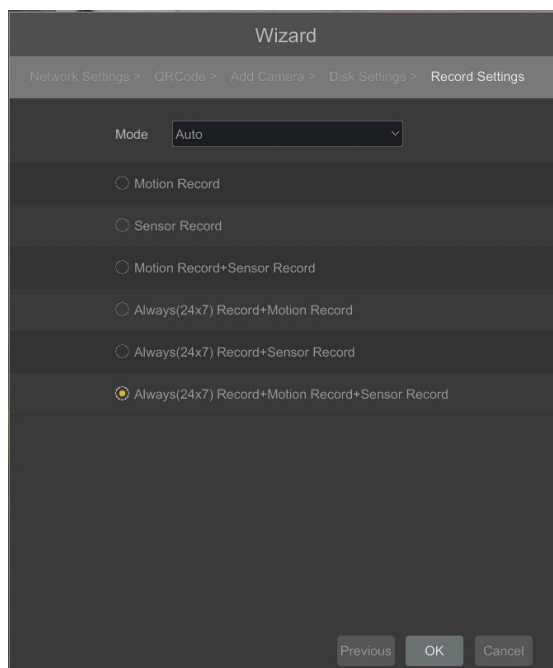 Wizard
Network Settings > QRCode > Add Camera > Disk Settings > Record Settings
Mode Auto
Motion Record
Sensor Record
Motion Record+Sensor Record
Always(24x7) Record+Motion Record
Always(24x7) Record+Sensor Record
Always(24x7) Record+Motion Record+Sensor Record
Previous OK Cancel